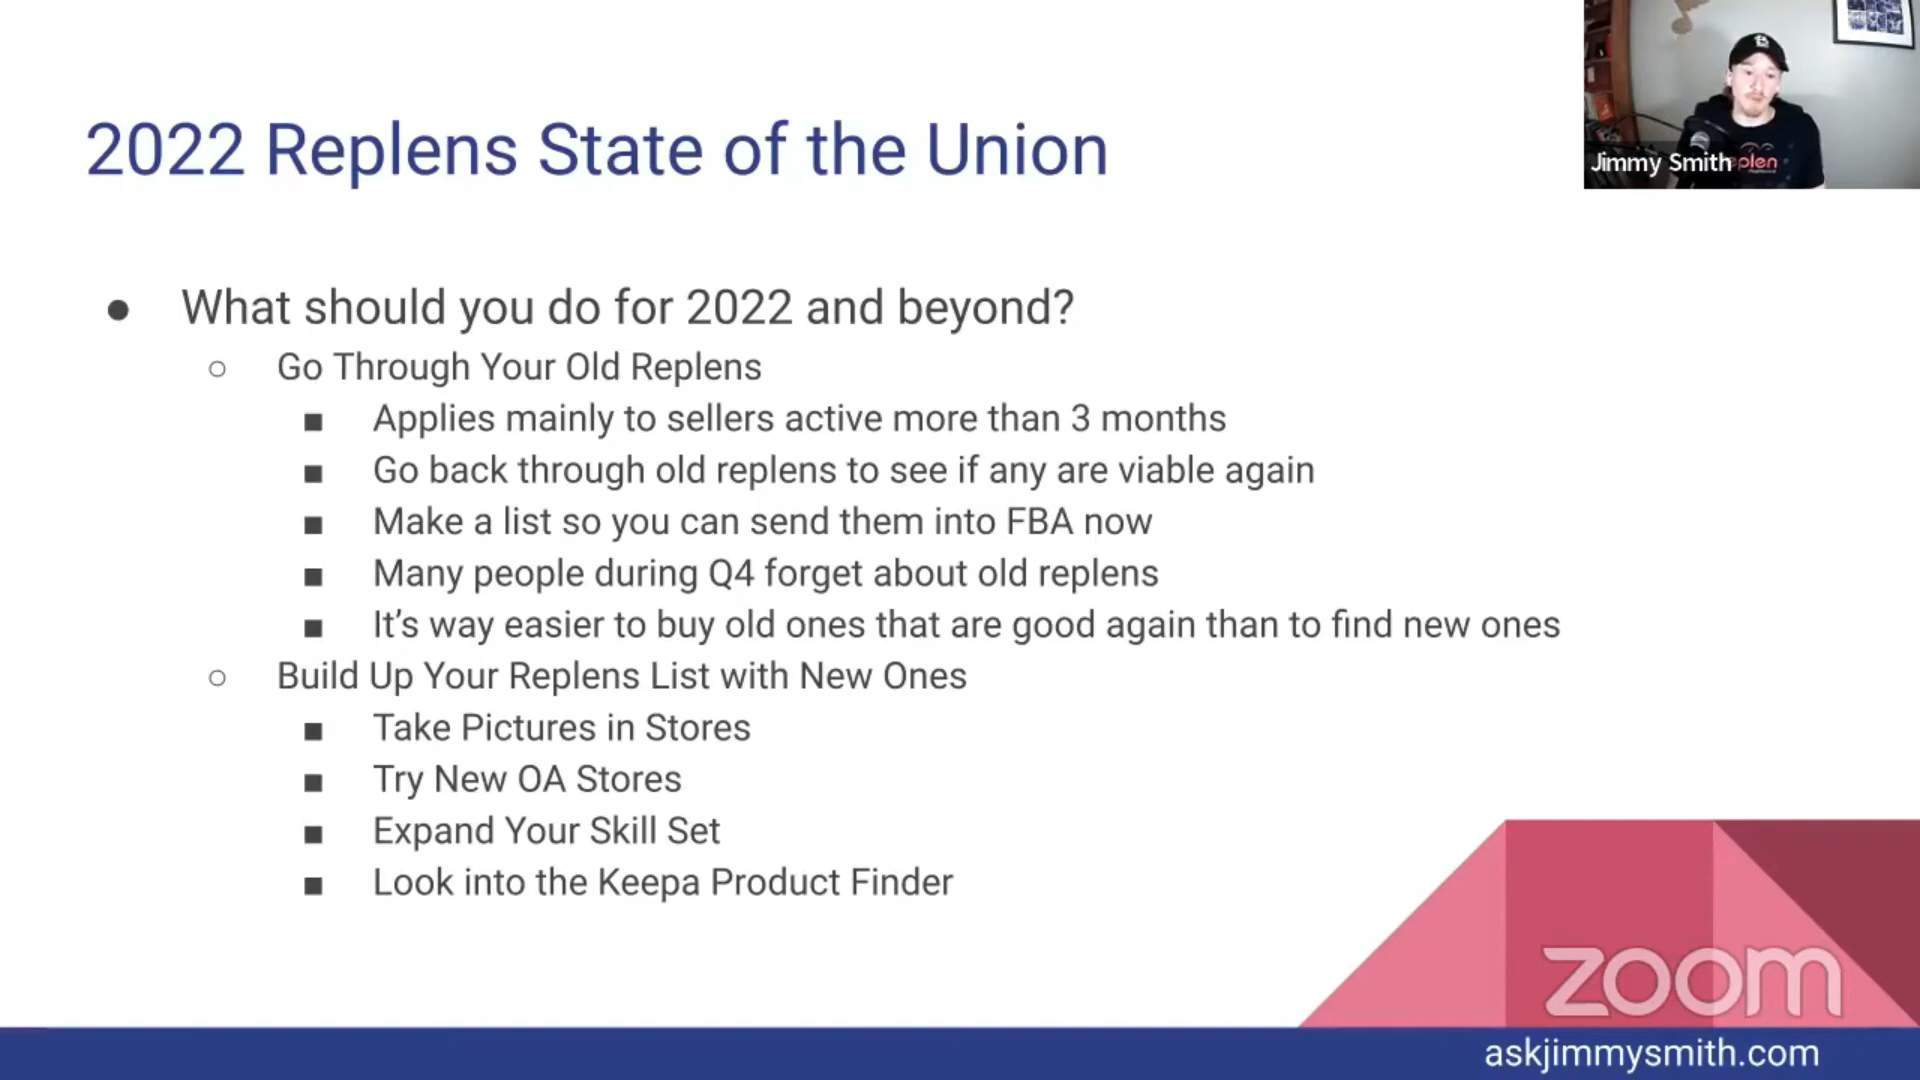 2022 Replens State of the Union
Jimmy Smith
plen
● What should you do for 2022 and beyond?
○ Go Through Your Old Replens
■ Applies mainly to sellers active more than 3 months
■ Go back through old replens to see if any are viable again
■ Make a list so you can send them into FBA now
■ Many people during Q4 forget about old replens
■ It’s way easier to buy old ones that are good again than to find new ones
○ Build Up Your Replens List with New Ones
■ Take Pictures in Stores
■ Try New OA Stores
■ Expand Your Skill Set
■ Look into the Keepa Product Finder
zoom
askjimmysmith.com